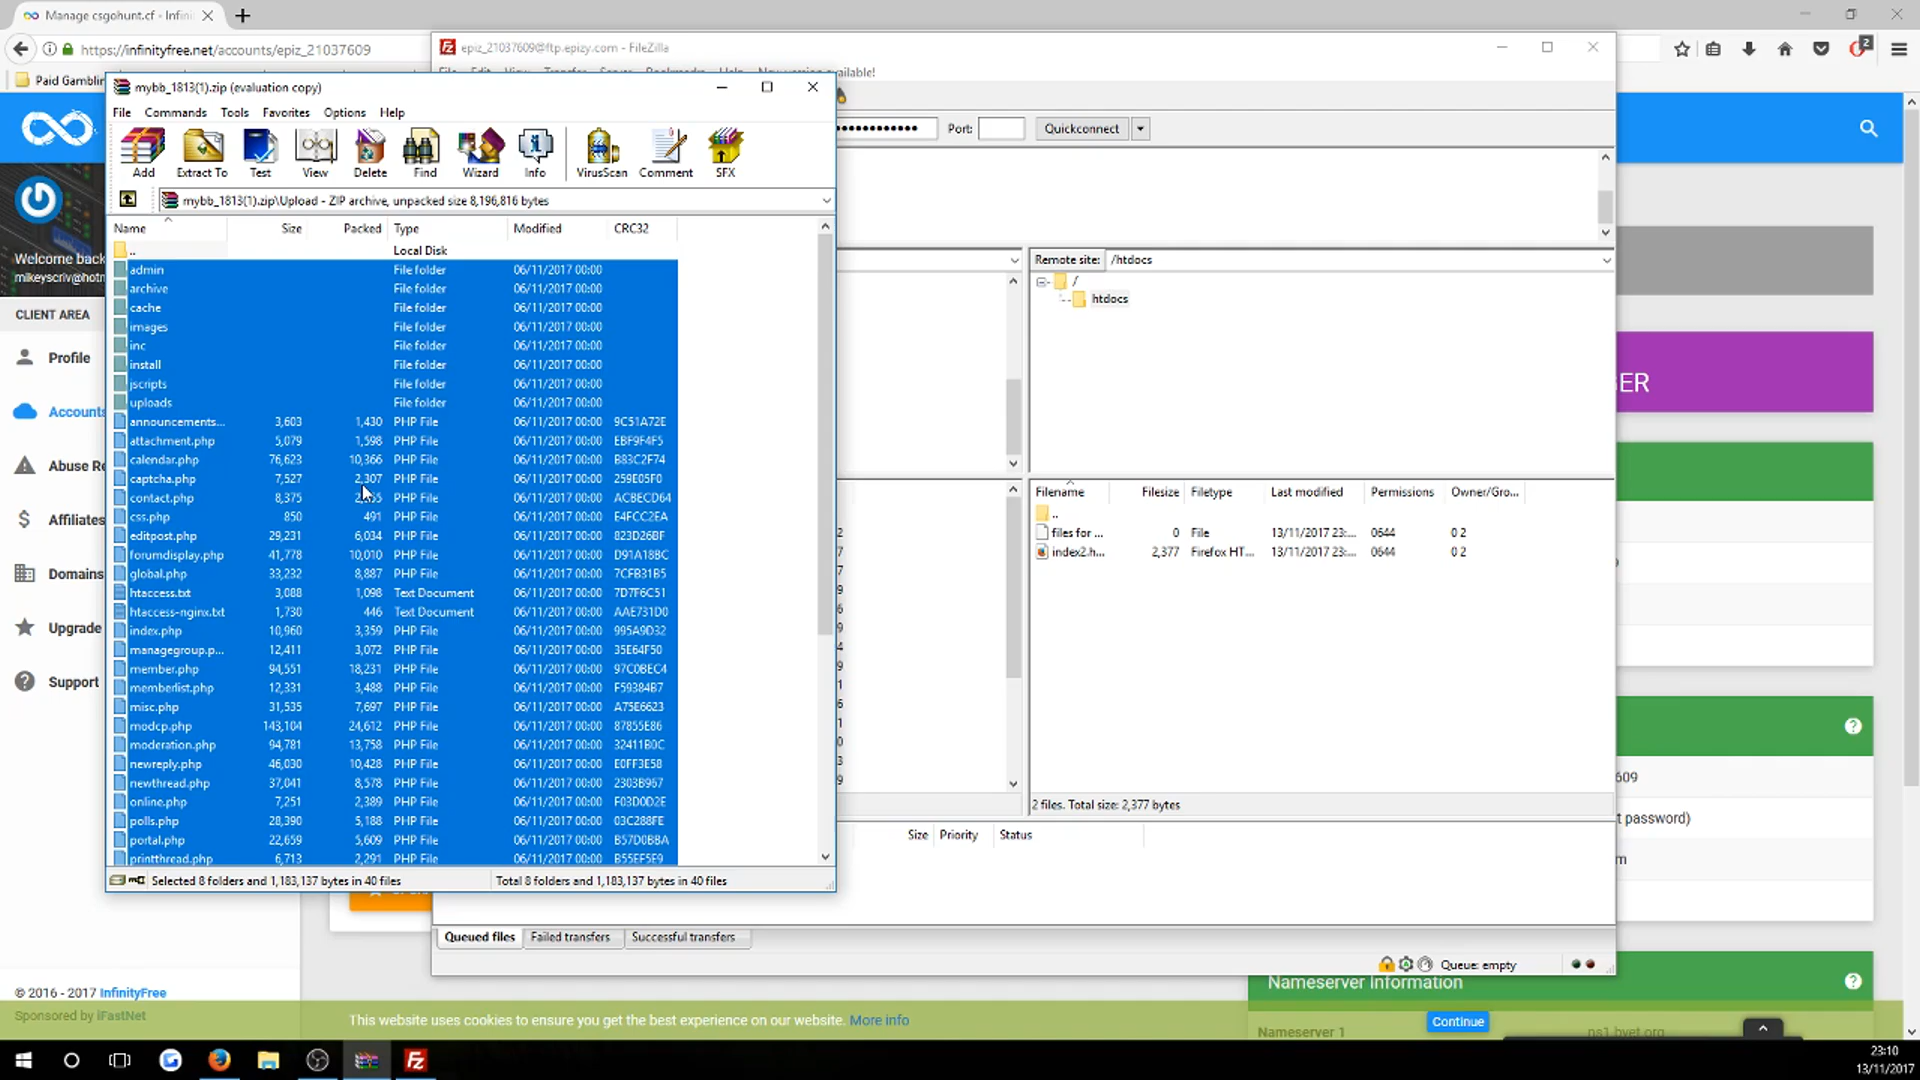 Manage csgohunt.cf - Infini
epiz_21037609@ftp.epizy.com - FileZilla
https://infinityfree.net/accounts/epiz_21037609
2
File Edit View Transfer Server Bookmarks Help New version available!
Paid Gamblin
mybb_1813(1).zip (evaluation copy)
File Commands Tools Favorites Options Help
Port: Quickconnect
Add Extract To Test View Delete Find Wizard Info VirusScan Comment SFX
mybb_1813(1).zip\Upload - ZIP archive, unpacked size 8,196,816 bytes
Name Size Packed Type Modified CRC32
.. Local Disk
admin File folder 06/11/2017 00:00
archive File folder 06/11/2017 00:00
cache File folder 06/11/2017 00:00
images File folder 06/11/2017 00:00
inc File folder 06/11/2017 00:00
install File folder 06/11/2017 00:00
jscripts File folder 06/11/2017 00:00
uploads File folder 06/11/2017 00:00
announcements... 3,603 1,430 PHP File 06/11/2017 00:00 9C51A72E
attachment.php 5,079 1,598 PHP File 06/11/2017 00:00 EBF9F4F5
calendar.php 76,623 10,366 PHP File 06/11/2017 00:00 B83C2F74
captcha.php 7,527 2,307 PHP File 06/11/2017 00:00 259E05F0
contact.php 8,375 PHP File 06/11/2017 00:00 ACBECD64
css.php 850 491 PHP File 06/11/2017 00:00 E4FCC2EA
editpost.php 29,231 6,034 PHP File 06/11/2017 00:00 823D26BF
forumdisplay.php 41,778 10,010 PHP File 06/11/2017 00:00 D91A18BC
global.php 33,232 8,887 PHP File 06/11/2017 00:00 7CFB31B5
htaccess.txt 3,088 1,098 Text Document 06/11/2017 00:00 7D7F6C51
htaccess-nginx.txt 1,730 446 Text Document 06/11/2017 00:00 AAE731D0
index.php 10,960 3,359 PHP File 06/11/2017 00:00 995A9D32
managegroup.p... 12,411 3,072 PHP File 06/11/2017 00:00 35E64F50
member.php 94,551 18,231 PHP File 06/11/2017 00:00 97C0BEC4
memberlist.php 12,331 3,488 PHP File 06/11/2017 00:00 F59384B7
misc.php 31,535 7,697 PHP File 06/11/2017 00:00 A75E6623
modcp.php 143,104 24,612 PHP File 06/11/2017 00:00 87855E86
moderation.php 94,781 13,758 PHP File 06/11/2017 00:00 32411B0C
newreply.php 46,030 10,428 PHP File 06/11/2017 00:00 E0FF3E58
newthread.php 37,041 8,578 PHP File 06/11/2017 00:00 2303B967
online.php 7,251 2,389 PHP File 06/11/2017 00:00 F03D0D2E
polls.php 28,390 5,188 PHP File 06/11/2017 00:00 03C288FE
portal.php 22,659 5,609 PHP File 06/11/2017 00:00 B57D0BBA
printthread.php 6,713 2,291 PHP File 06/11/2017 00:00 B55EF5E9
Selected 8 folders and 1,183,137 bytes in 40 files
Total 8 folders and 1,183,137 bytes in 40 files
Welcome back
mikeyscriv@hotm
CLIENT AREA
Profile
Accounts
Abuse Re
Affiliates
Domains
Upgrade
Support
© 2016 - 2017 InfinityFree
Sponsored by iFastNet
Remote site: /htdocs
/
htdocs
Filename Filesize Filetype Last modified Permissions Owner/Gro...
..
files for ... 0 File 13/11/2017 23:... 0644 0 2
index2.h... 2,377 Firefox HT... 13/11/2017 23:... 0644 0 2
2 files. Total size: 2,377 bytes
Size Priority Status
Queued files Failed transfers Successful transfers
Queue: empty
ER
609
t password)
m
Nameserver Information
Nameserver 1 ns1.byet.org
This website uses cookies to ensure you get the best experience on our website. More info
Continue
23:10
13/11/2017